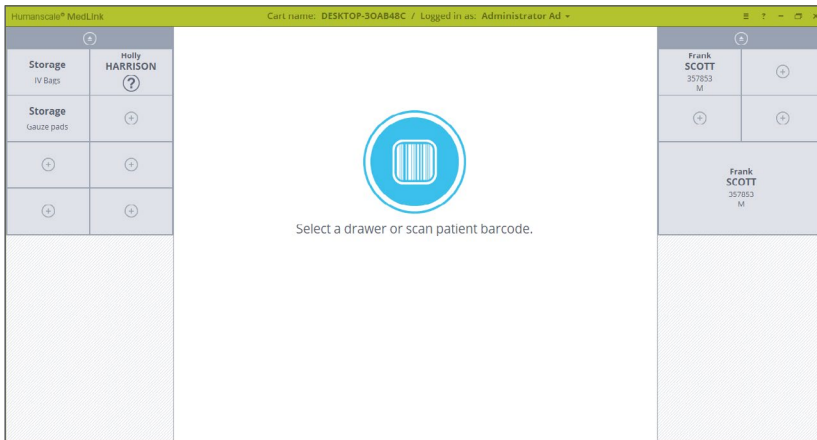 Humanscale® MedLink
Cart name: DESKTOP-3OAB48C / Logged in as: Administrator Ad
Storage
IV Bags
Holly
HARRISON
?
Storage
Gauze pads
Select a drawer or scan patient barcode.
Frank
SCOTT
357853
M
Frank
SCOTT
357853
M